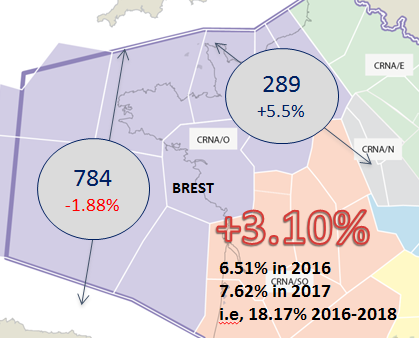 CRNA/E
289
+5.5%
CRNA/O
CRNA/N
784
-1.88%
BREST
+3.10%
6.51% in 2016
CRNA/SO
7.62% in 2017
i.e, 18.17% 2016-2018